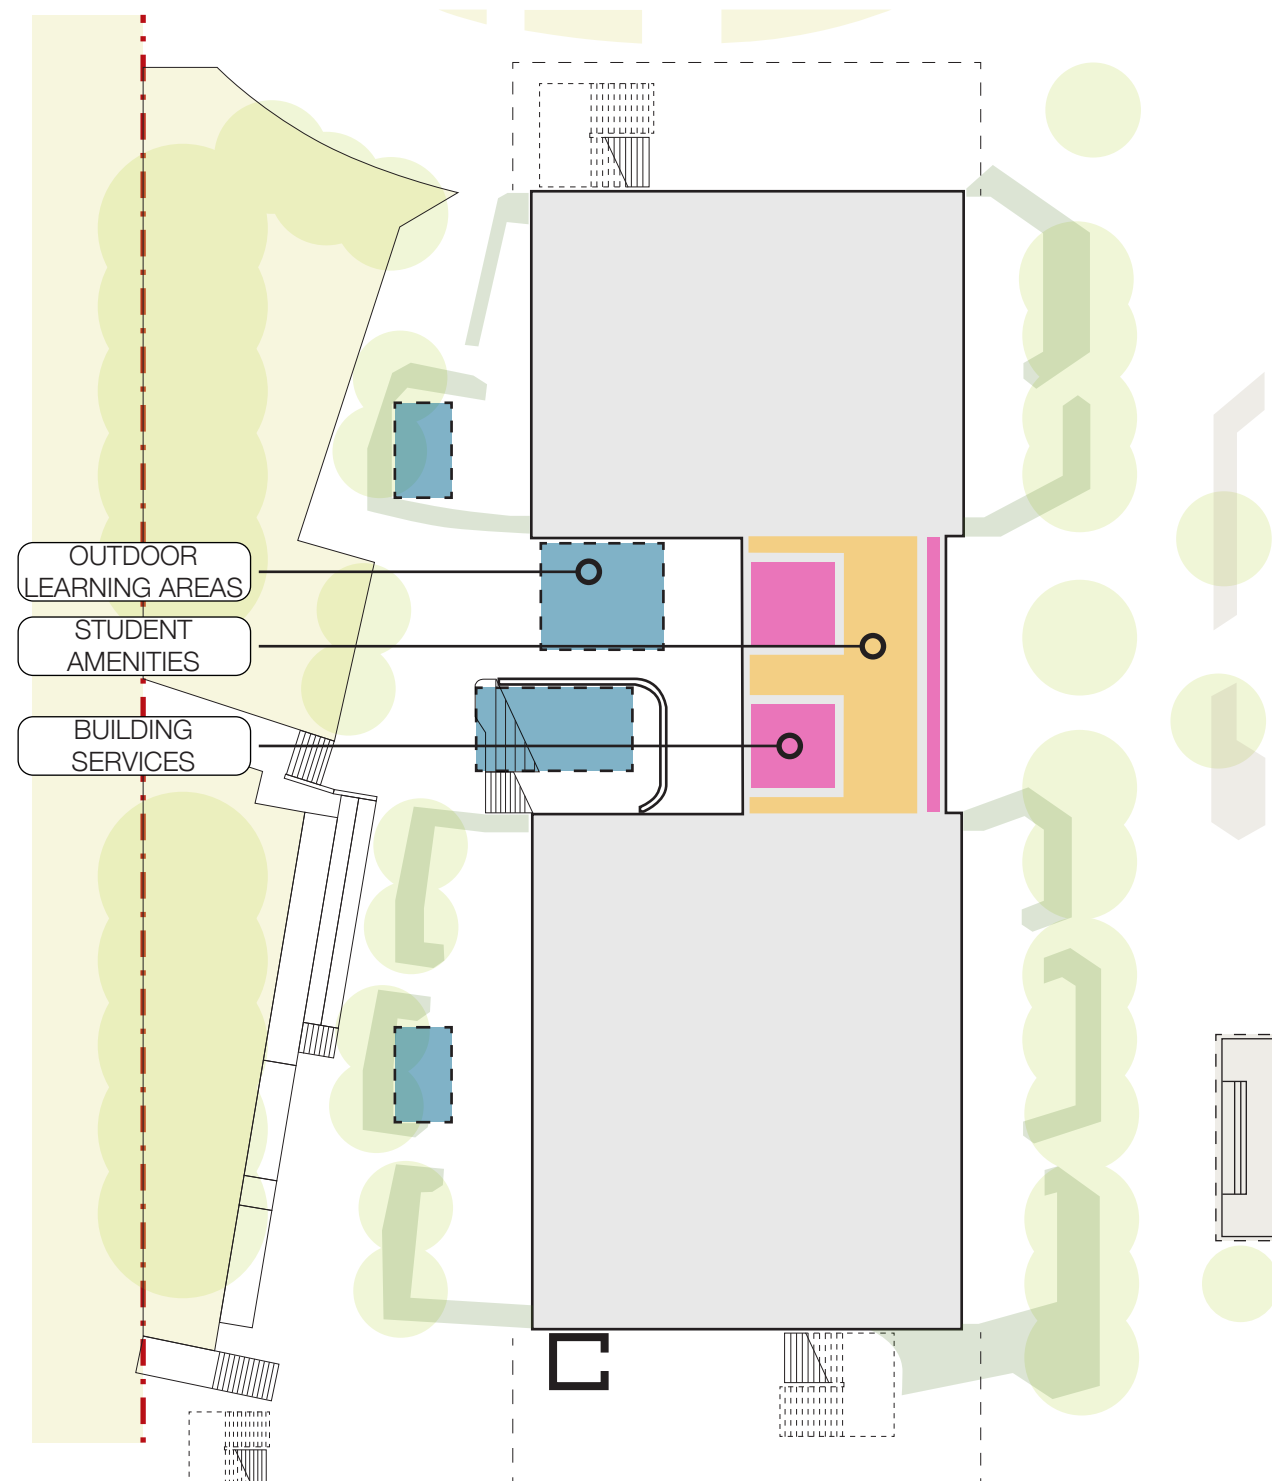 OUTDOOR
LEARNING AREAS
STUDENT
AMENITIES
BUILDING
SERVICES